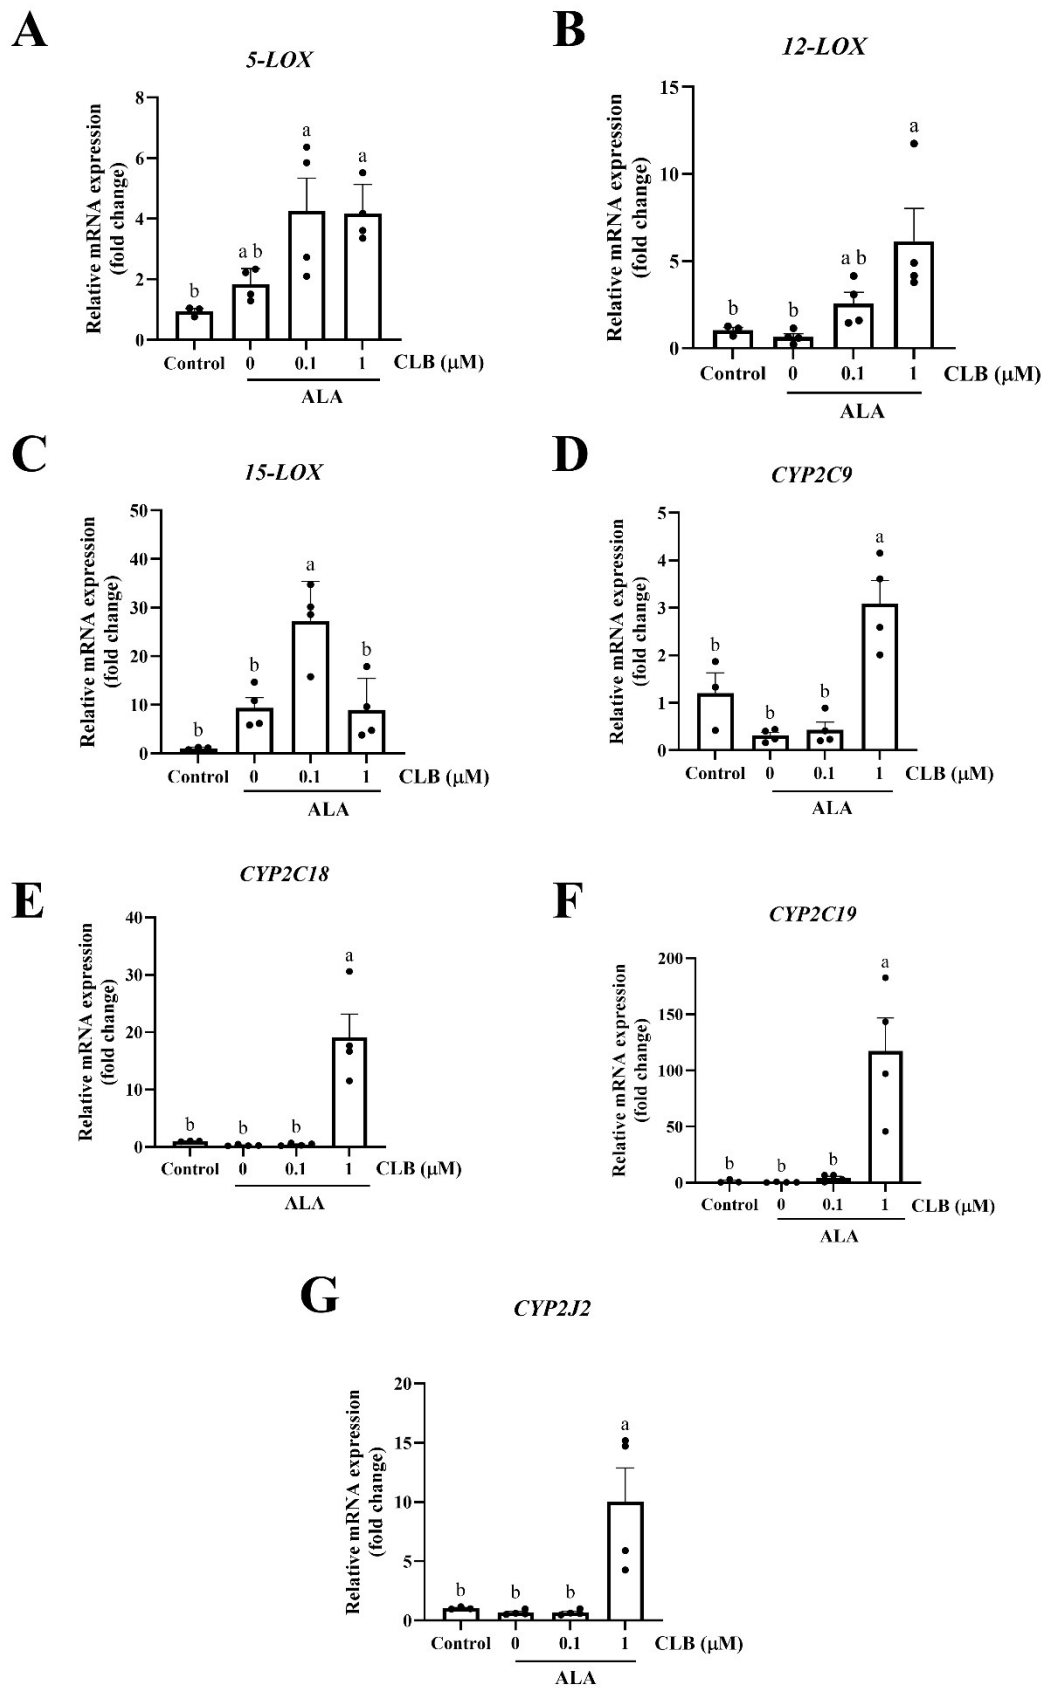 A
5-LOX
Relative mRNA expression
(fold change)
8
6
4
2
0
b
a b
a
a
Control
0
0.1
1
CLB (μM)
ALA
B
12-LOX
Relative mRNA expression
(fold change)
15
10
5
0
b
b
a b
a
Control
0
0.1
1
CLB (μM)
ALA
C
15-LOX
Relative mRNA expression
(fold change)
50
40
30
20
10
0
b
b
a
b
Control
0
0.1
1
CLB (μM)
ALA
D
CYP2C9
Relative mRNA expression
(fold change)
5
4
3
2
1
0
b
b
b
a
Control
0
0.1
1
CLB (μM)
ALA
E
CYP2C18
Relative mRNA expression
(fold change)
40
30
20
10
0
b
b
b
a
Control
0
0.1
1
CLB (μM)
ALA
F
CYP2C19
Relative mRNA expression
(fold change)
200
150
100
50
0
b
b
b
a
Control
0
0.1
1
CLB (μM)
ALA
G
CYP2J2
Relative mRNA expression
(fold change)
20
15
10
5
0
b
b
b
a
Control
0
0.1
1
CLB (μM)
ALA